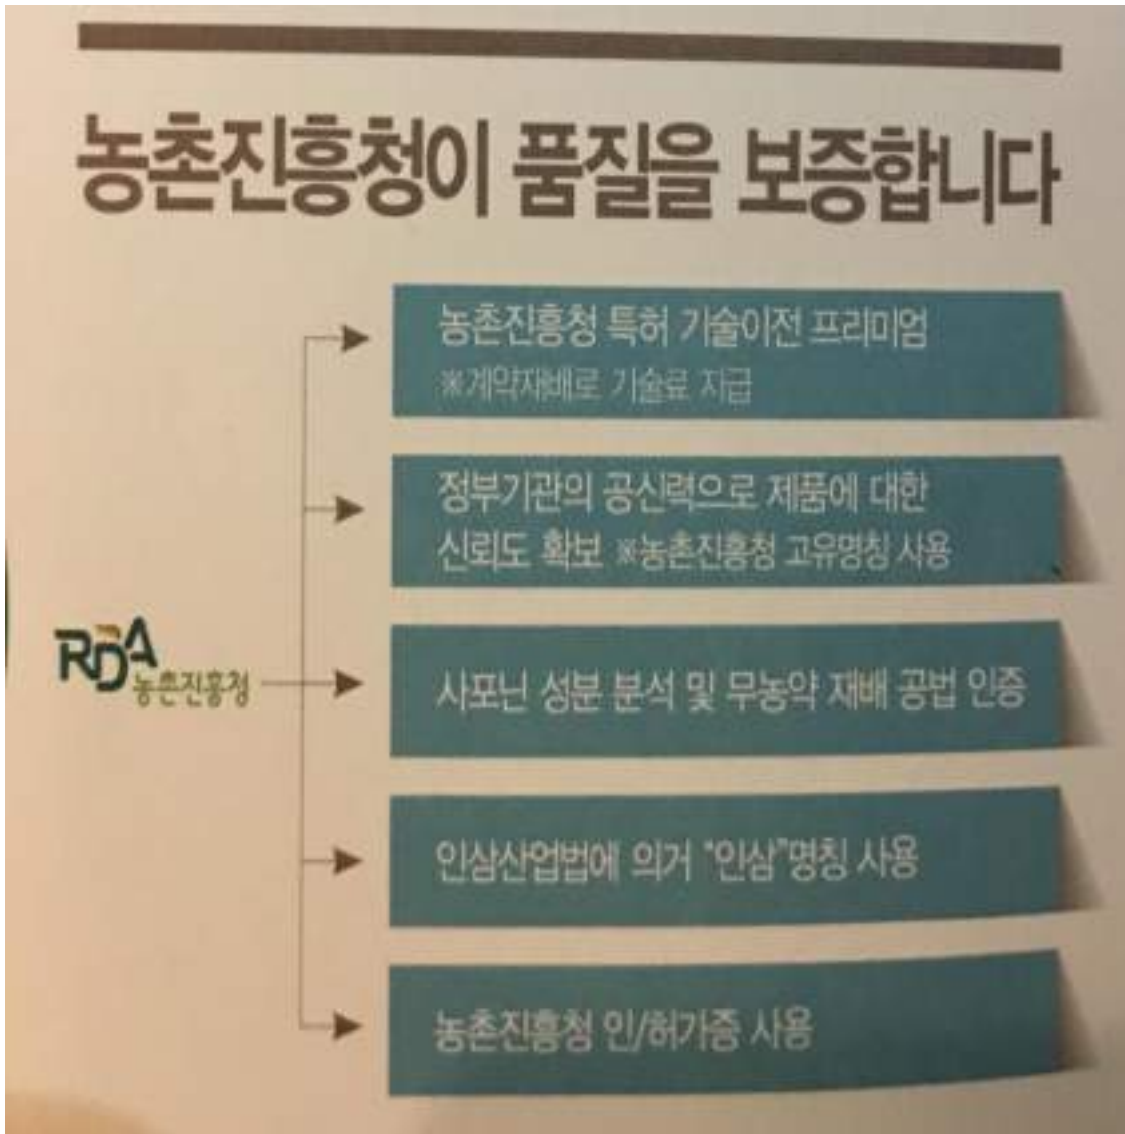 농촌진흥청이 품질을 보증합니다
농촌진흥청 특허 기술이전 프리미엄
※계약재배로 기술료 지급
정부기관의 공신력으로 제품에 대한
신뢰도 확보 ※농촌진흥청 고유명칭 사용
RDA
농촌진흥청
사포닌 성분 분석 및 무농약 재배 공법 인증
인삼산업법에 의거 "인삼"명칭 사용
농촌진흥청 인/허가증 사용